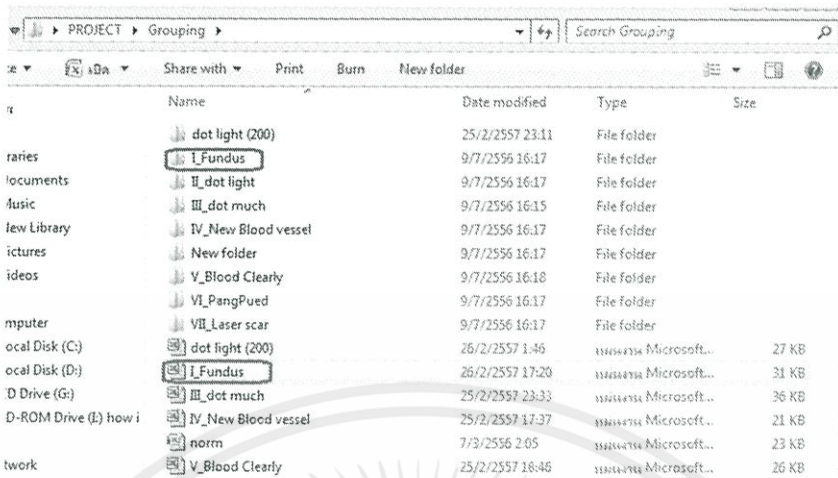 PROJECT ▸ Grouping ▸ Search Grouping
เปิด Share with Print Burn New folder
Name Date modified Type Size
dot light (200) 25/2/2557 23:11 File folder
raries I_Fundus 9/7/2556 16:17 File folder
ocuments II_dot light 9/7/2556 16:17 File folder
Music III_dot much 9/7/2556 16:15 File folder
New Library IV_New Blood vessel 9/7/2556 16:17 File folder
ictures New folder 9/7/2556 16:17 File folder
ideos V_Blood Clearly 9/7/2556 16:18 File folder
VI_PangPued 9/7/2556 16:17 File folder
mputer VII_Laser scar 9/7/2556 16:17 File folder
ocal Disk (C:) dot light (200) 26/2/2557 1:46 Microsoft... 27 KB
ocal Disk (D:) I_Fundus 26/2/2557 17:20 Microsoft... 31 KB
D Drive (G:) III_dot much 25/2/2557 23:33 Microsoft... 36 KB
D-ROM Drive (I:) how i IV_New Blood vessel 25/2/2557 17:37 Microsoft... 21 KB
norm 7/3/2556 2:05 Microsoft... 23 KB
twork V_Blood Clearly 25/2/2557 18:46 Microsoft... 26 KB